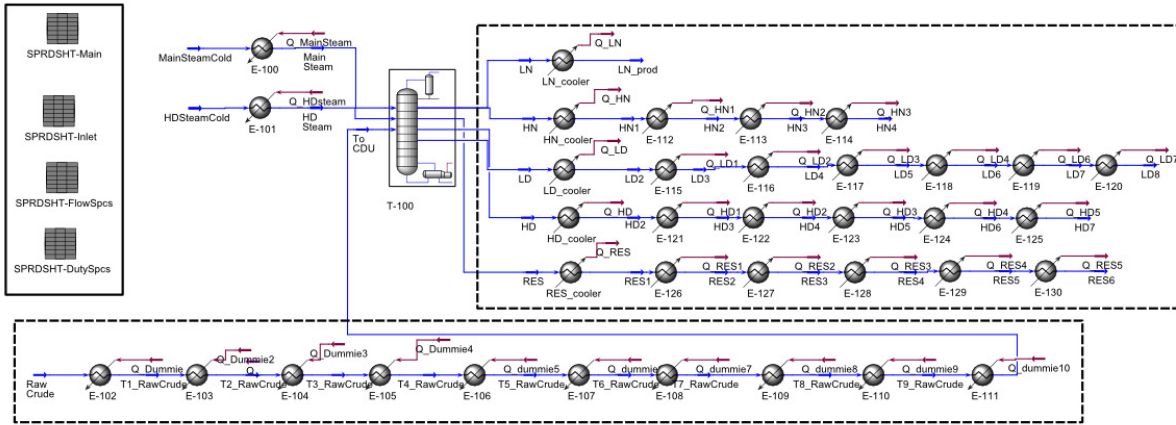 SPRDSHT-Main
SPRDSHT-Inlet
SPRDSHT-FlowSpcs
SPRDSHT-DutySpcs
MainSteamCold
E-100
Q_MainSteam
Main
Steam
HDSteamCold
E-101
Q_HDsteam
HD
Steam
To
CDU
T-100
LN
Q_LN
LN_cooler
LN_prod
HN
Q_HN
HN_cooler
HN1
Q_HN1
E-112
HN2
Q_HN2
E-113
HN3
Q_HN3
E-114
HN4
LD
Q_LD
LD_cooler
LD2
Q_LD1
E-115
LD3
Q_LD2
E-116
LD4
Q_LD3
E-117
LD5
Q_LD4
E-118
LD6
Q_LD6
E-119
LD7
Q_LD7
E-120
LD8
HD
Q_HD
HD_cooler
HD2
Q_HD1
E-121
HD3
Q_HD2
E-122
HD4
Q_HD3
E-123
HD5
Q_HD4
E-124
HD6
Q_HD5
E-125
HD7
RES
Q_RES
RES_cooler
RES1
Q_RES1
E-126
RES2
Q_RES2
E-127
RES3
Q_RES3
E-128
RES4
Q_RES4
E-129
RES5
Q_RES5
E-130
RES6
Raw
Crude
E-102
Q_Dummie
T1_RawCrude
E-103
Q_Dummie2
Q_
T2_RawCrude
E-104
Q_Dummie3
T3_RawCrude
E-105
Q_Dummie4
T4_RawCrude
E-106
Q_dummie5
T5_RawCrude
E-107
Q_dummie
T6_RawCrude
E-108
Q_dummie7
T7_RawCrude
E-109
Q_dummie8
T8_RawCrude
E-110
Q_dummie9
T9_RawCrude
E-111
Q_dummie10